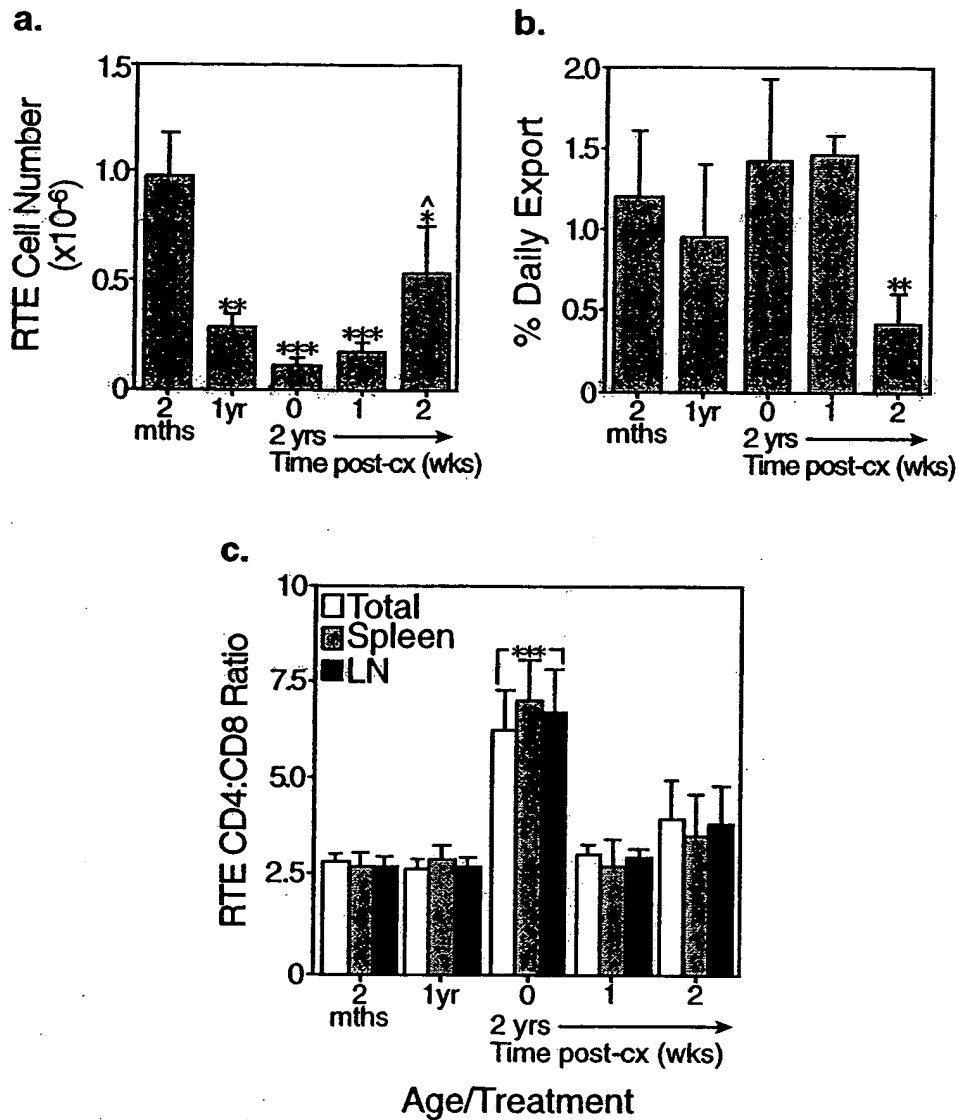 a.
RTE Cell Number
(x10-6)
1.5
1.0
0.5
0
**
***
***
^
*
2
mths
1yr
0
1
2
2 yrs
Time post-cx (wks)
b.
% Daily Export
2.0
1.5
1.0
0.5
0
**
2
mths
1yr
0
1
2
2 yrs
Time post-cx (wks)
c.
RTE CD4:CD8 Ratio
10
7.5
5.0
2.5
0
Total
Spleen
LN
***
2
mths
1yr
0
1
2
2 yrs
Time post-cx (wks)
Age/Treatment